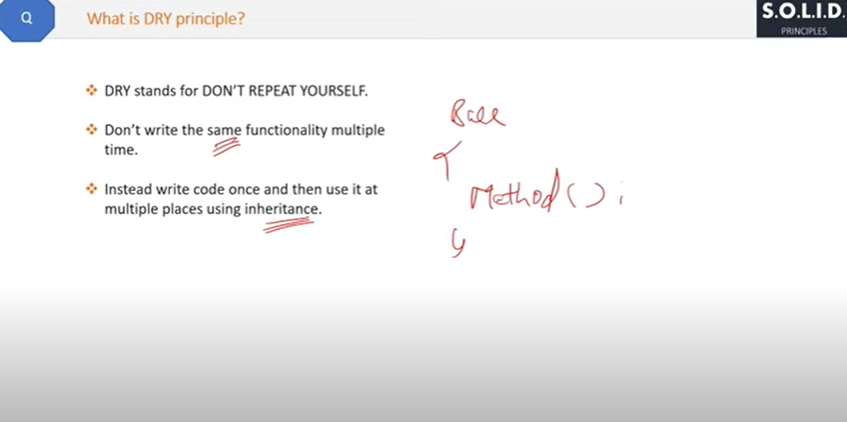 Q
What is DRY principle?
S.O.L.I.D.
PRINCIPLES
DRY stands for DON'T REPEAT YOURSELF.
Don't write the same functionality multiple
time.
Instead write code once and then use it at
multiple places using inheritance.
Base
{
Method();
}